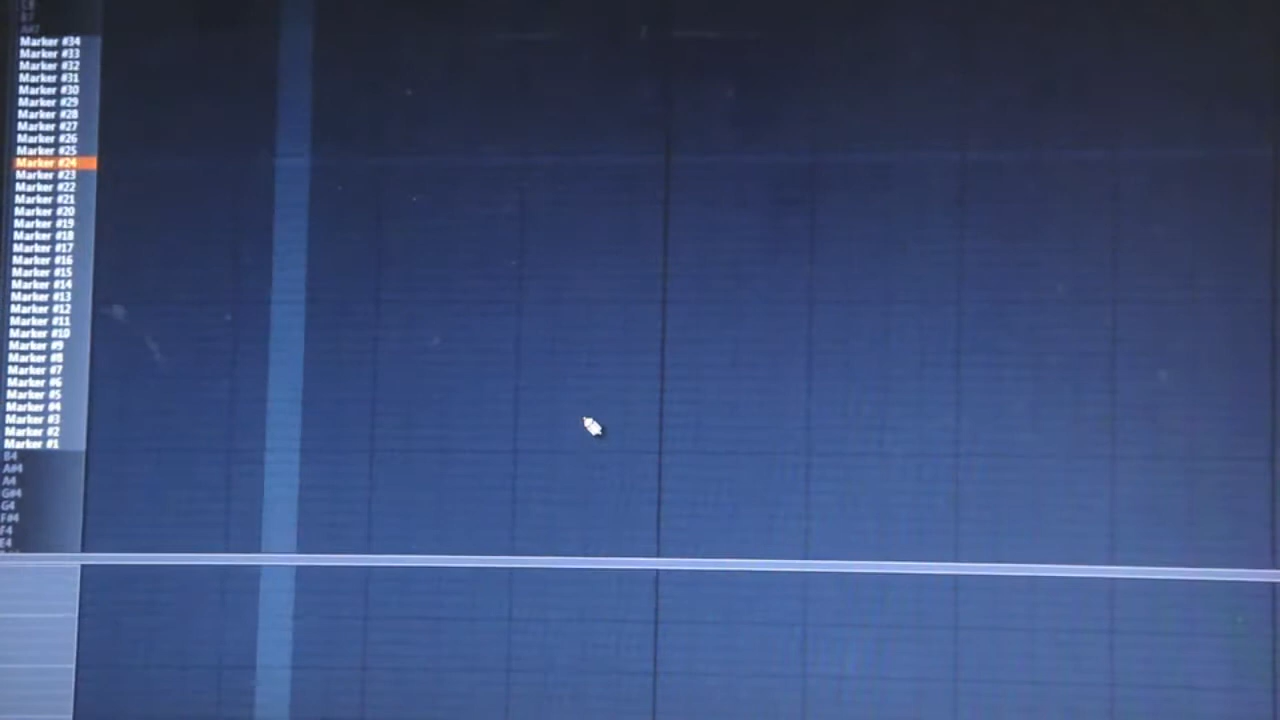 C8
B7
A#7
Marker #34
Marker #33
Marker #32
Marker #31
Marker #30
Marker #29
Marker #28
Marker #27
Marker #26
Marker #25
Marker #24
Marker #23
Marker #22
Marker #21
Marker #20
Marker #19
Marker #18
Marker #17
Marker #16
Marker #15
Marker #14
Marker #13
Marker #12
Marker #11
Marker #10
Marker #9
Marker #8
Marker #7
Marker #6
Marker #5
Marker #4
Marker #3
Marker #2
Marker #1
B4
A#4
A4
G#4
G4
F#4
F4
E4